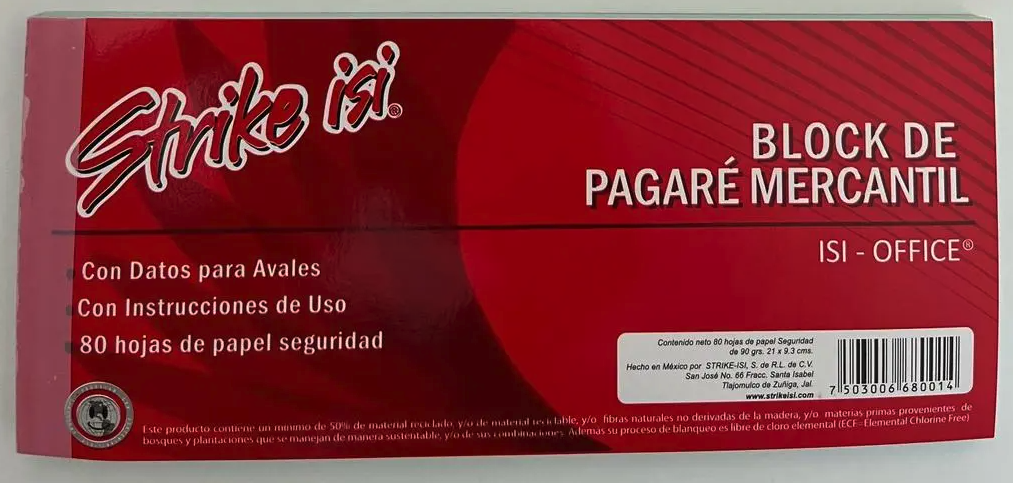 Strike isi®
BLOCK DE
PAGARÉ MERCANTIL
ISI - OFFICE®
Con Datos para Avales
Con Instrucciones de Uso
80 hojas de papel seguridad
Contenido neto 80 hojas de papel Seguridad
de 90 grs. 21 x 9.3 cms.
Hecho en México por STRIKE-ISI, S. de R.L. de C.V.
San José No. 66 Fracc. Santa Isabel
Tlajomulco de Zuñiga, Jal.
www.strikeisi.com
7 503006 680014
Este producto contiene un mínimo de 50% de material reciclado, y/o de material reciclable, y/o fibras naturales no derivadas de la madera, y/o materias primas provenientes de
bosques y plantaciones que se manejan de manera sustentable, y/o de sus combinaciones. Ademas su proceso de blanqueo es libre de cloro elemental (ECF=Elemental Chlorine Free)